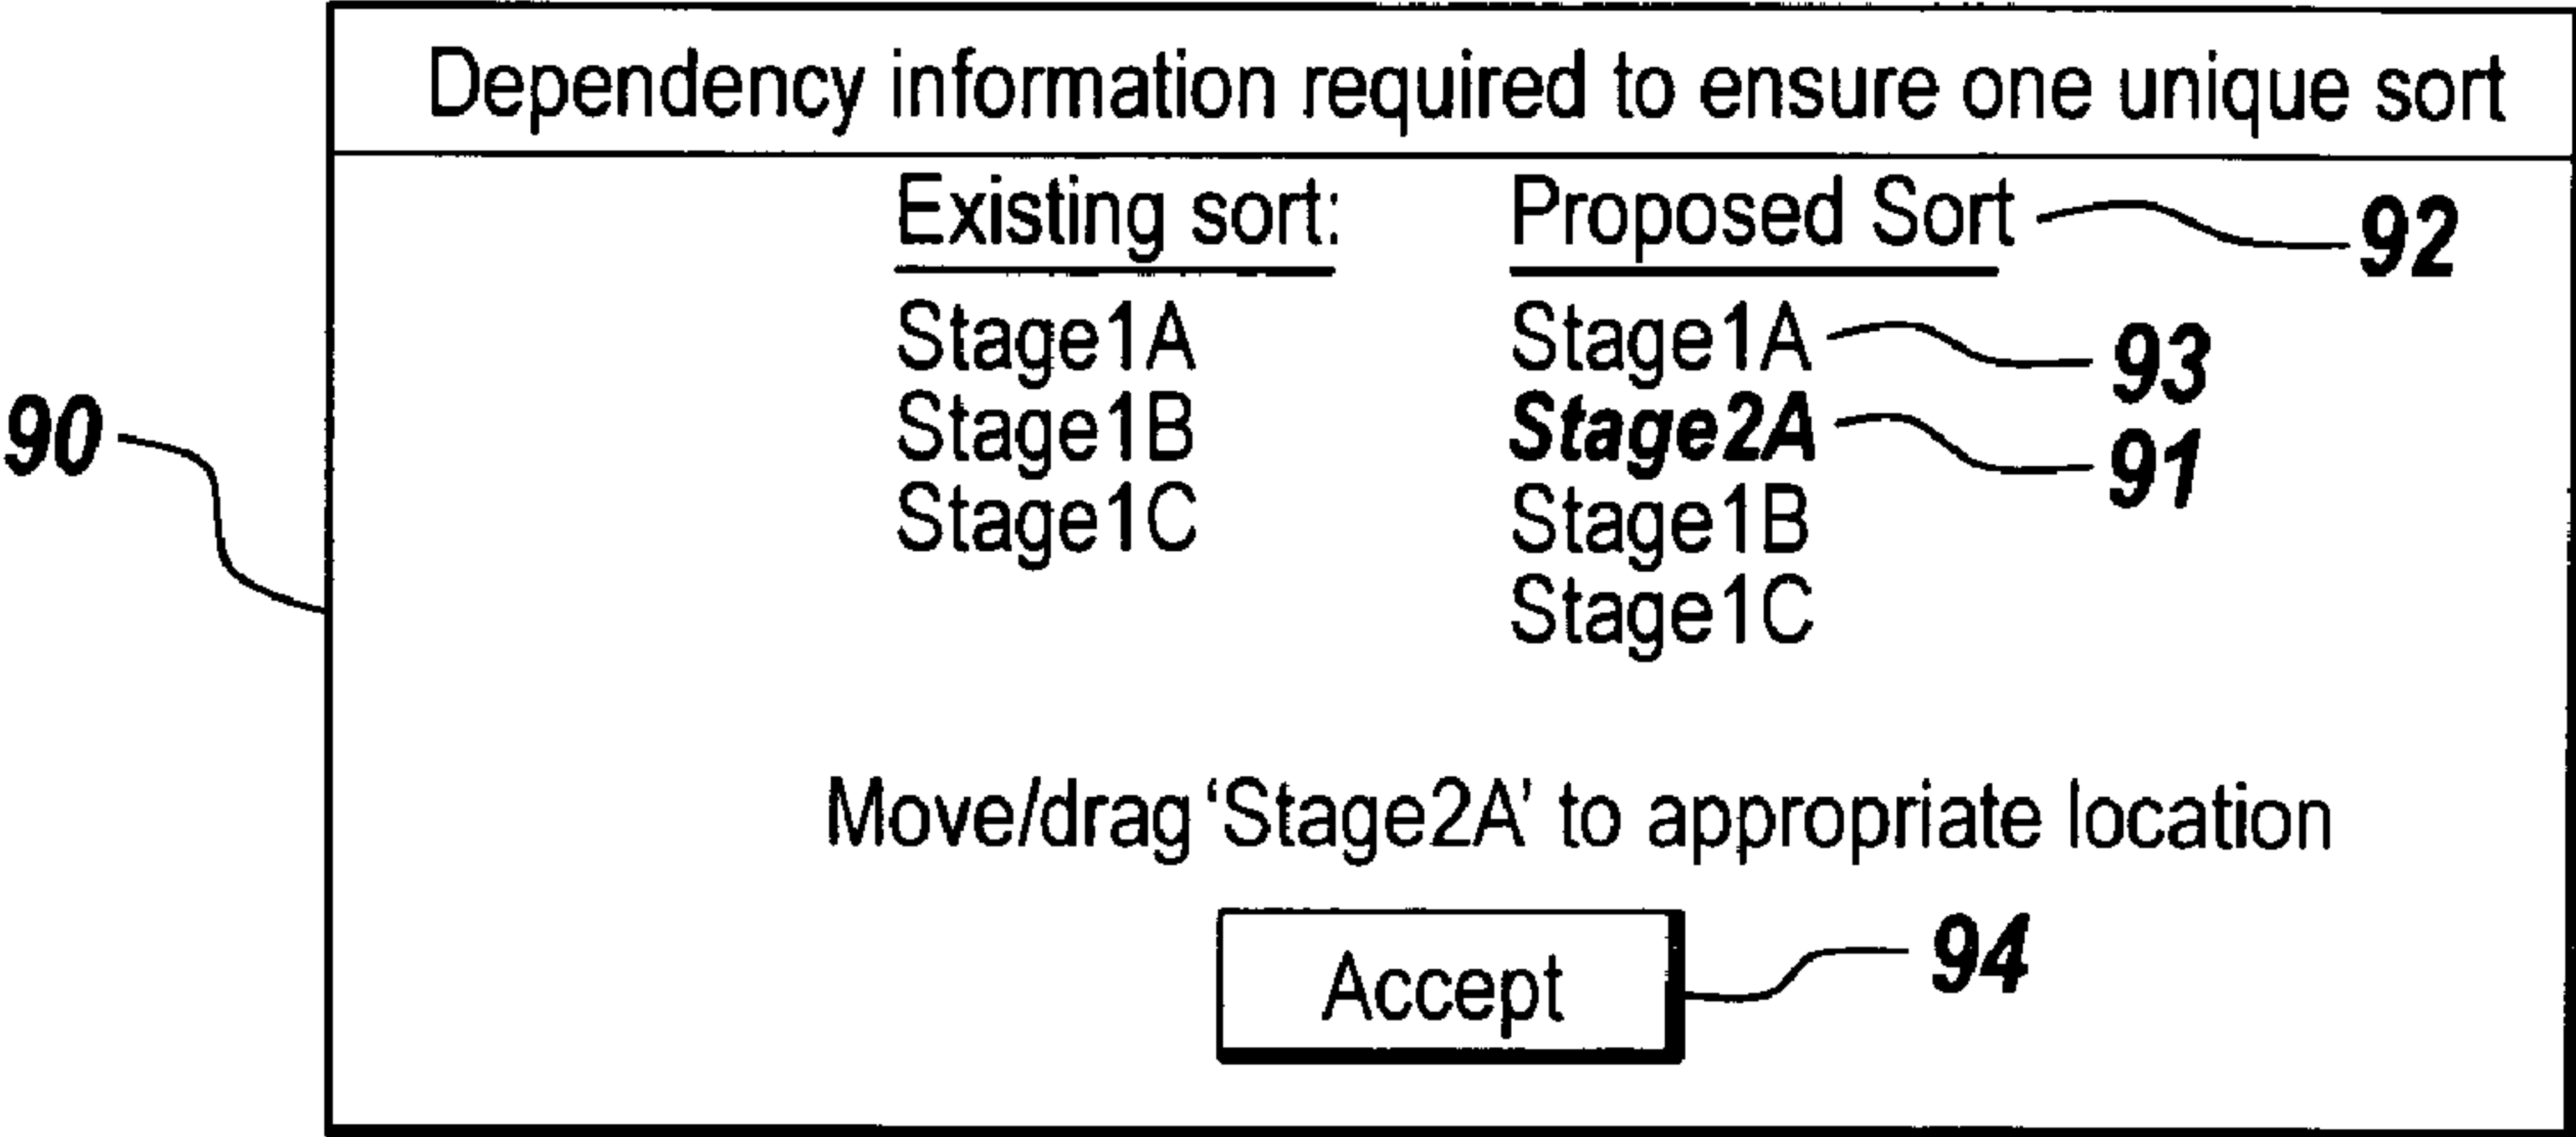 Dependency information required to ensure one unique sort
Existing sort: Proposed Sort 92
Stage1A Stage1A 93
90 Stage1B Stage2A 91
Stage1C Stage1B
Stage1C
Move/drag ‘Stage2A’ to appropriate location
Accept 94